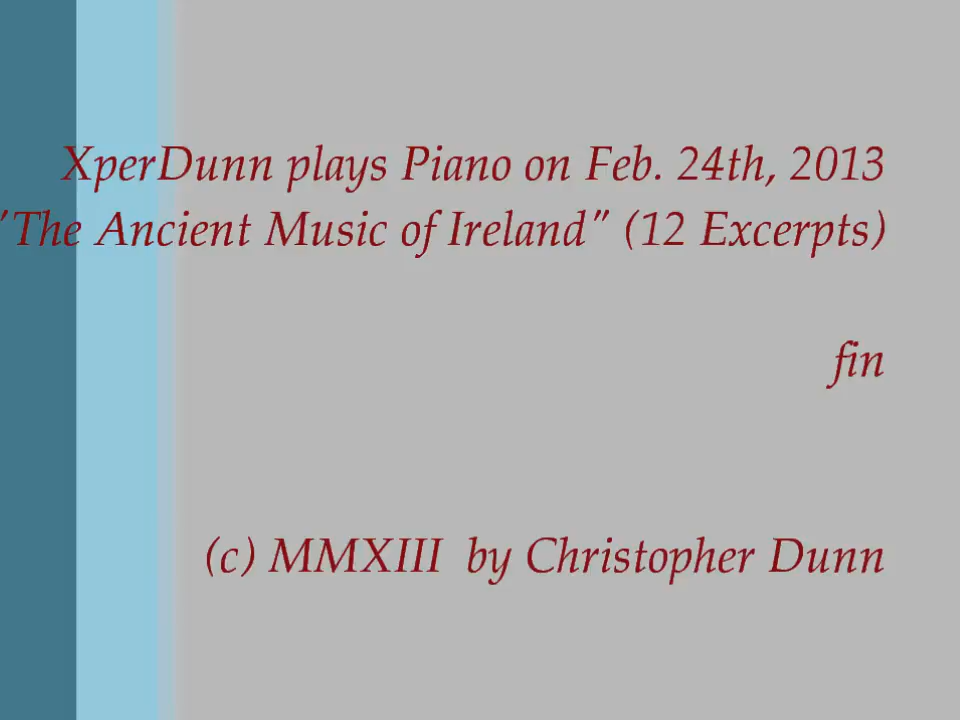 XperDunn plays Piano on Feb. 24th, 2013
"The Ancient Music of Ireland" (12 Excerpts)
fin
(c) MMXIII by Christopher Dunn